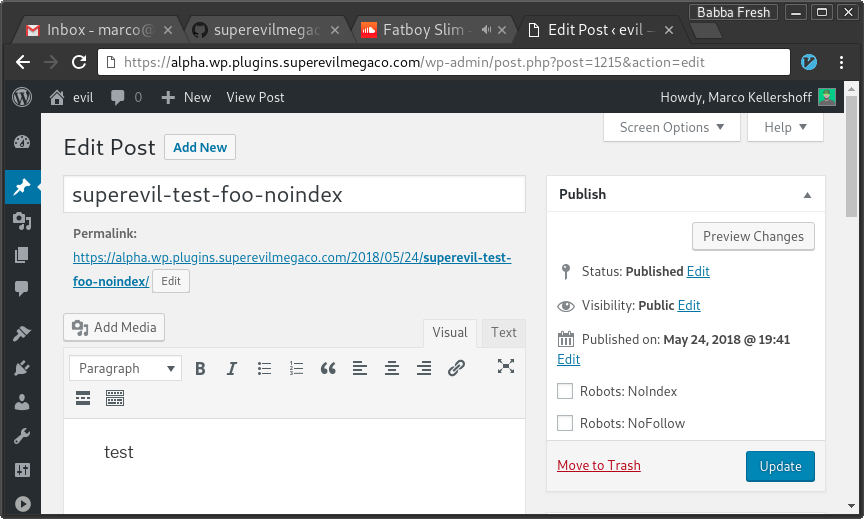 Babba Fresh
Inbox - marco@
superevilmegac
Fatboy Slim -
Edit Post ‹ evil —
https://alpha.wp.plugins.superevilmegaco.com/wp-admin/post.php?post=1215&action=edit
evil 0 New View Post Howdy, Marco Kellershoff
Screen Options Help
Edit Post Add New
superevil-test-foo-noindex
Permalink:
https://alpha.wp.plugins.superevilmegaco.com/2018/05/24/superevil-test-
foo-noindex/ Edit
Add Media
Visual Text
Paragraph B I
test
Publish
Preview Changes
Status: Published Edit
Visibility: Public Edit
Published on: May 24, 2018 @ 19:41
Edit
Robots: NoIndex
Robots: NoFollow
Move to Trash Update